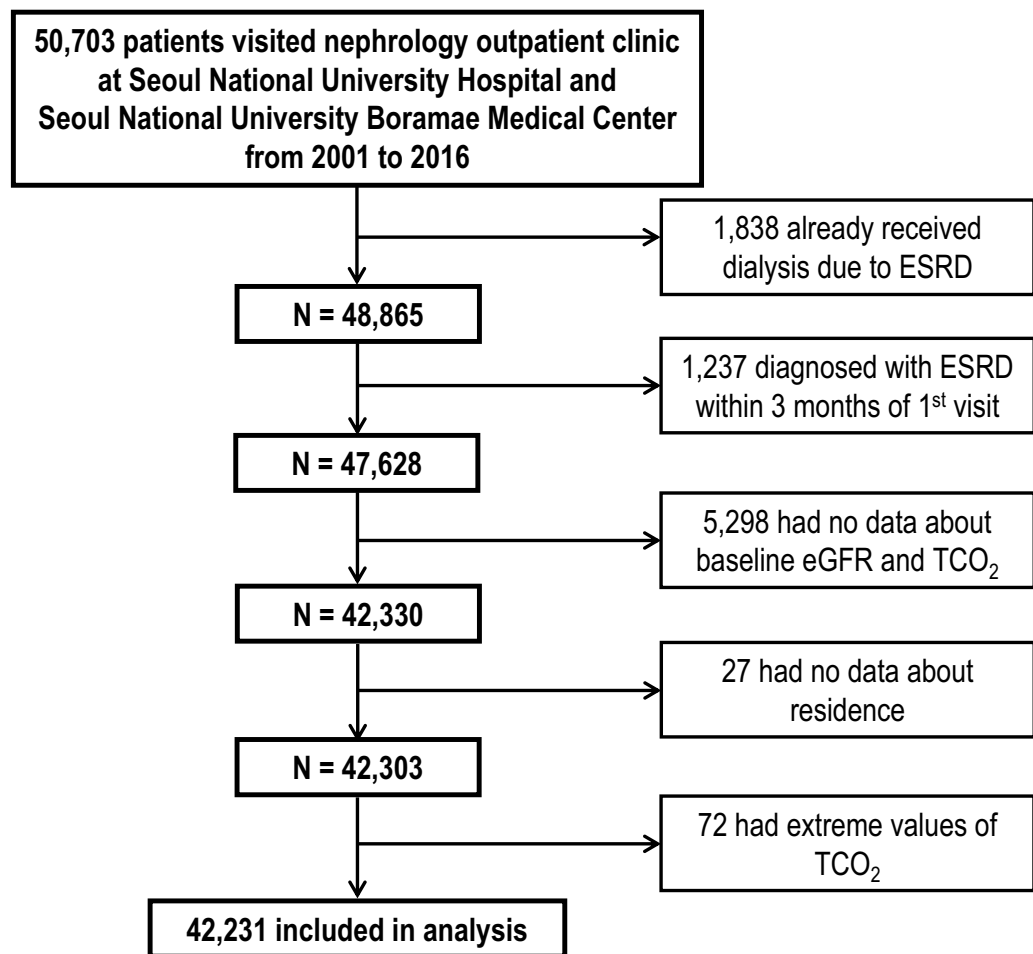 50,703 patients visited nephrology outpatient clinic
at Seoul National University Hospital and
Seoul National University Boramae Medical Center
from 2001 to 2016
1,838 already received
dialysis due to ESRD
N = 48,865
1,237 diagnosed with ESRD
within 3 months of 1st visit
N = 47,628
5,298 had no data about
baseline eGFR and TCO2
N = 42,330
27 had no data about
residence
N = 42,303
72 had extreme values of
TCO2
42,231 included in analysis